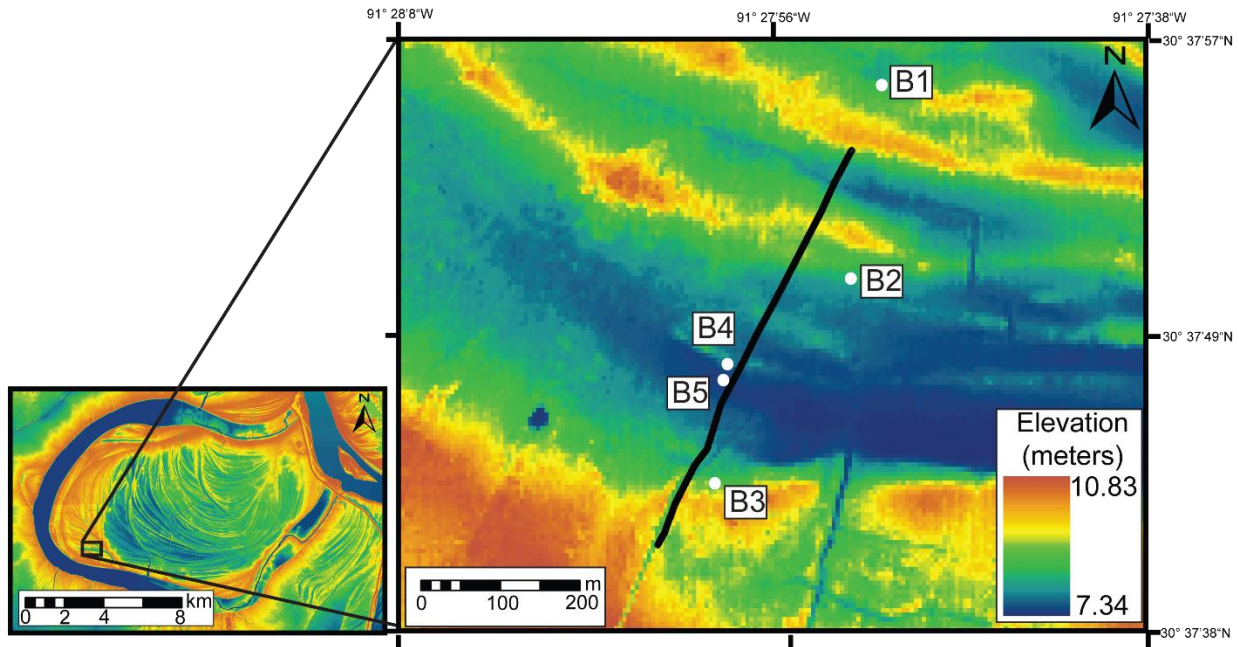 91° 28'8"W
91° 27'56"W
91° 27'38"W
30° 37'57"N
N
B1
B2
30° 37'49"N
B4
B5
B3
Elevation
(meters)
10.83
7.34
m
0 100 200
30° 37'38"N
N
km
0 2 4 8